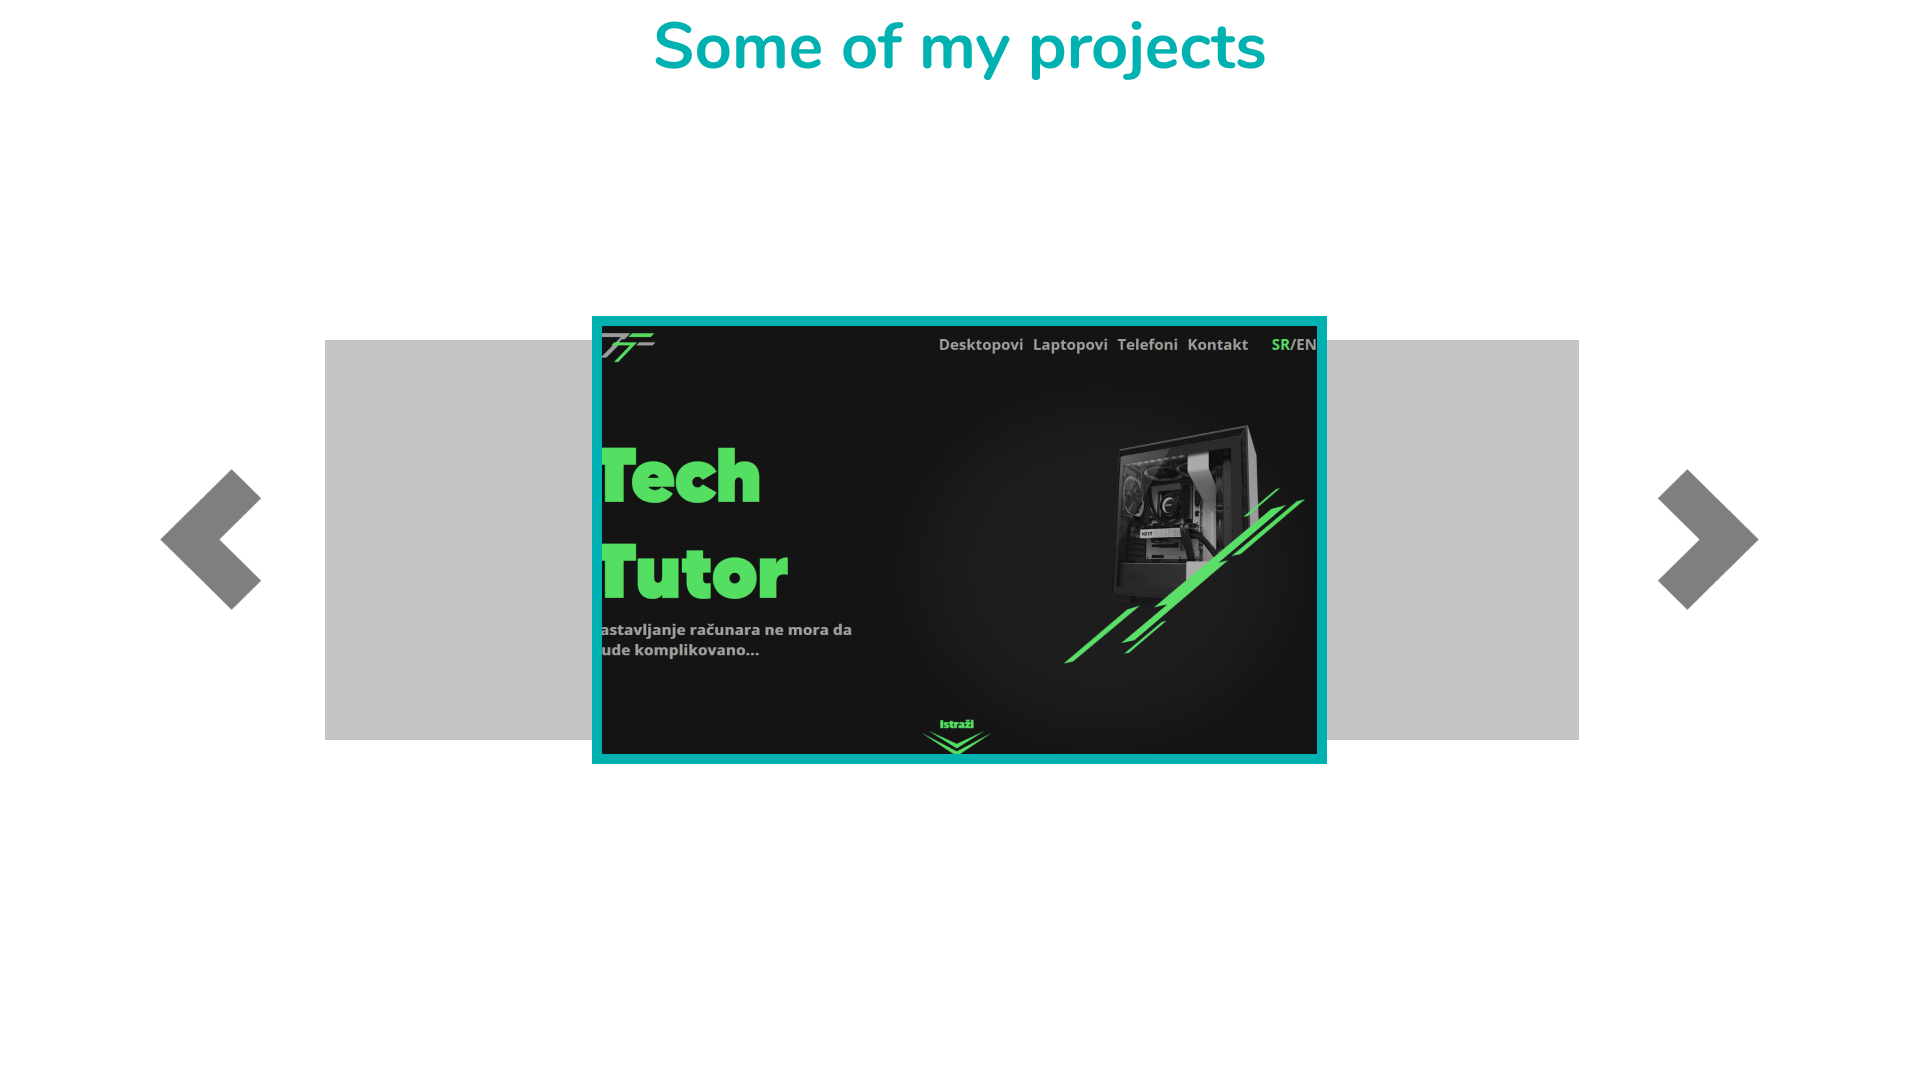 Some of my projects
Desktopovi Laptopovi Telefoni Kontakt SR/EN
Tech
Tutor
astavljanje računara ne mora da
ude komplikovano...
Istraži